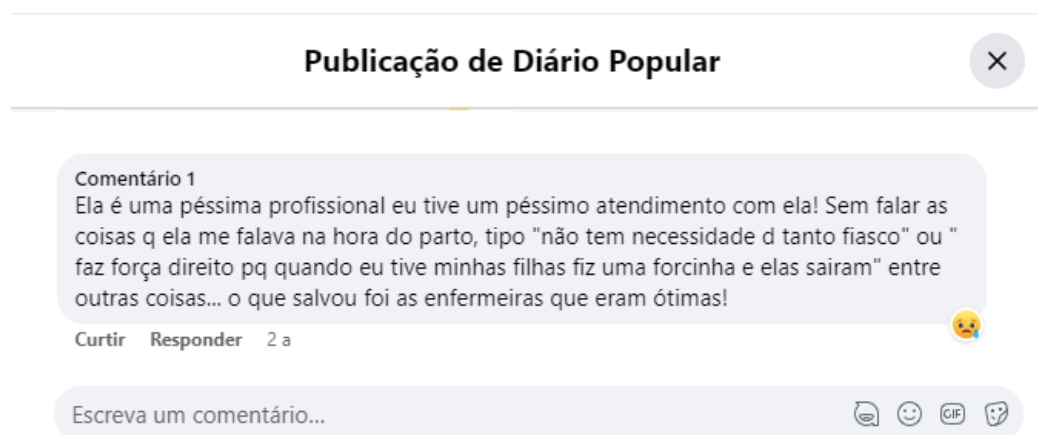 Publicação de Diário Popular
Comentário 1
Ela é uma péssima profissional eu tive um péssimo atendimento com ela! Sem falar as
coisas q ela me falava na hora do parto, tipo "não tem necessidade d tanto fiasco" ou "
faz força direito pq quando eu tive minhas filhas fiz uma forcinha e elas sairam" entre
outras coisas... o que salvou foi as enfermeiras que eram ótimas!
Curtir Responder 2 a
Escreva um comentário... GIF